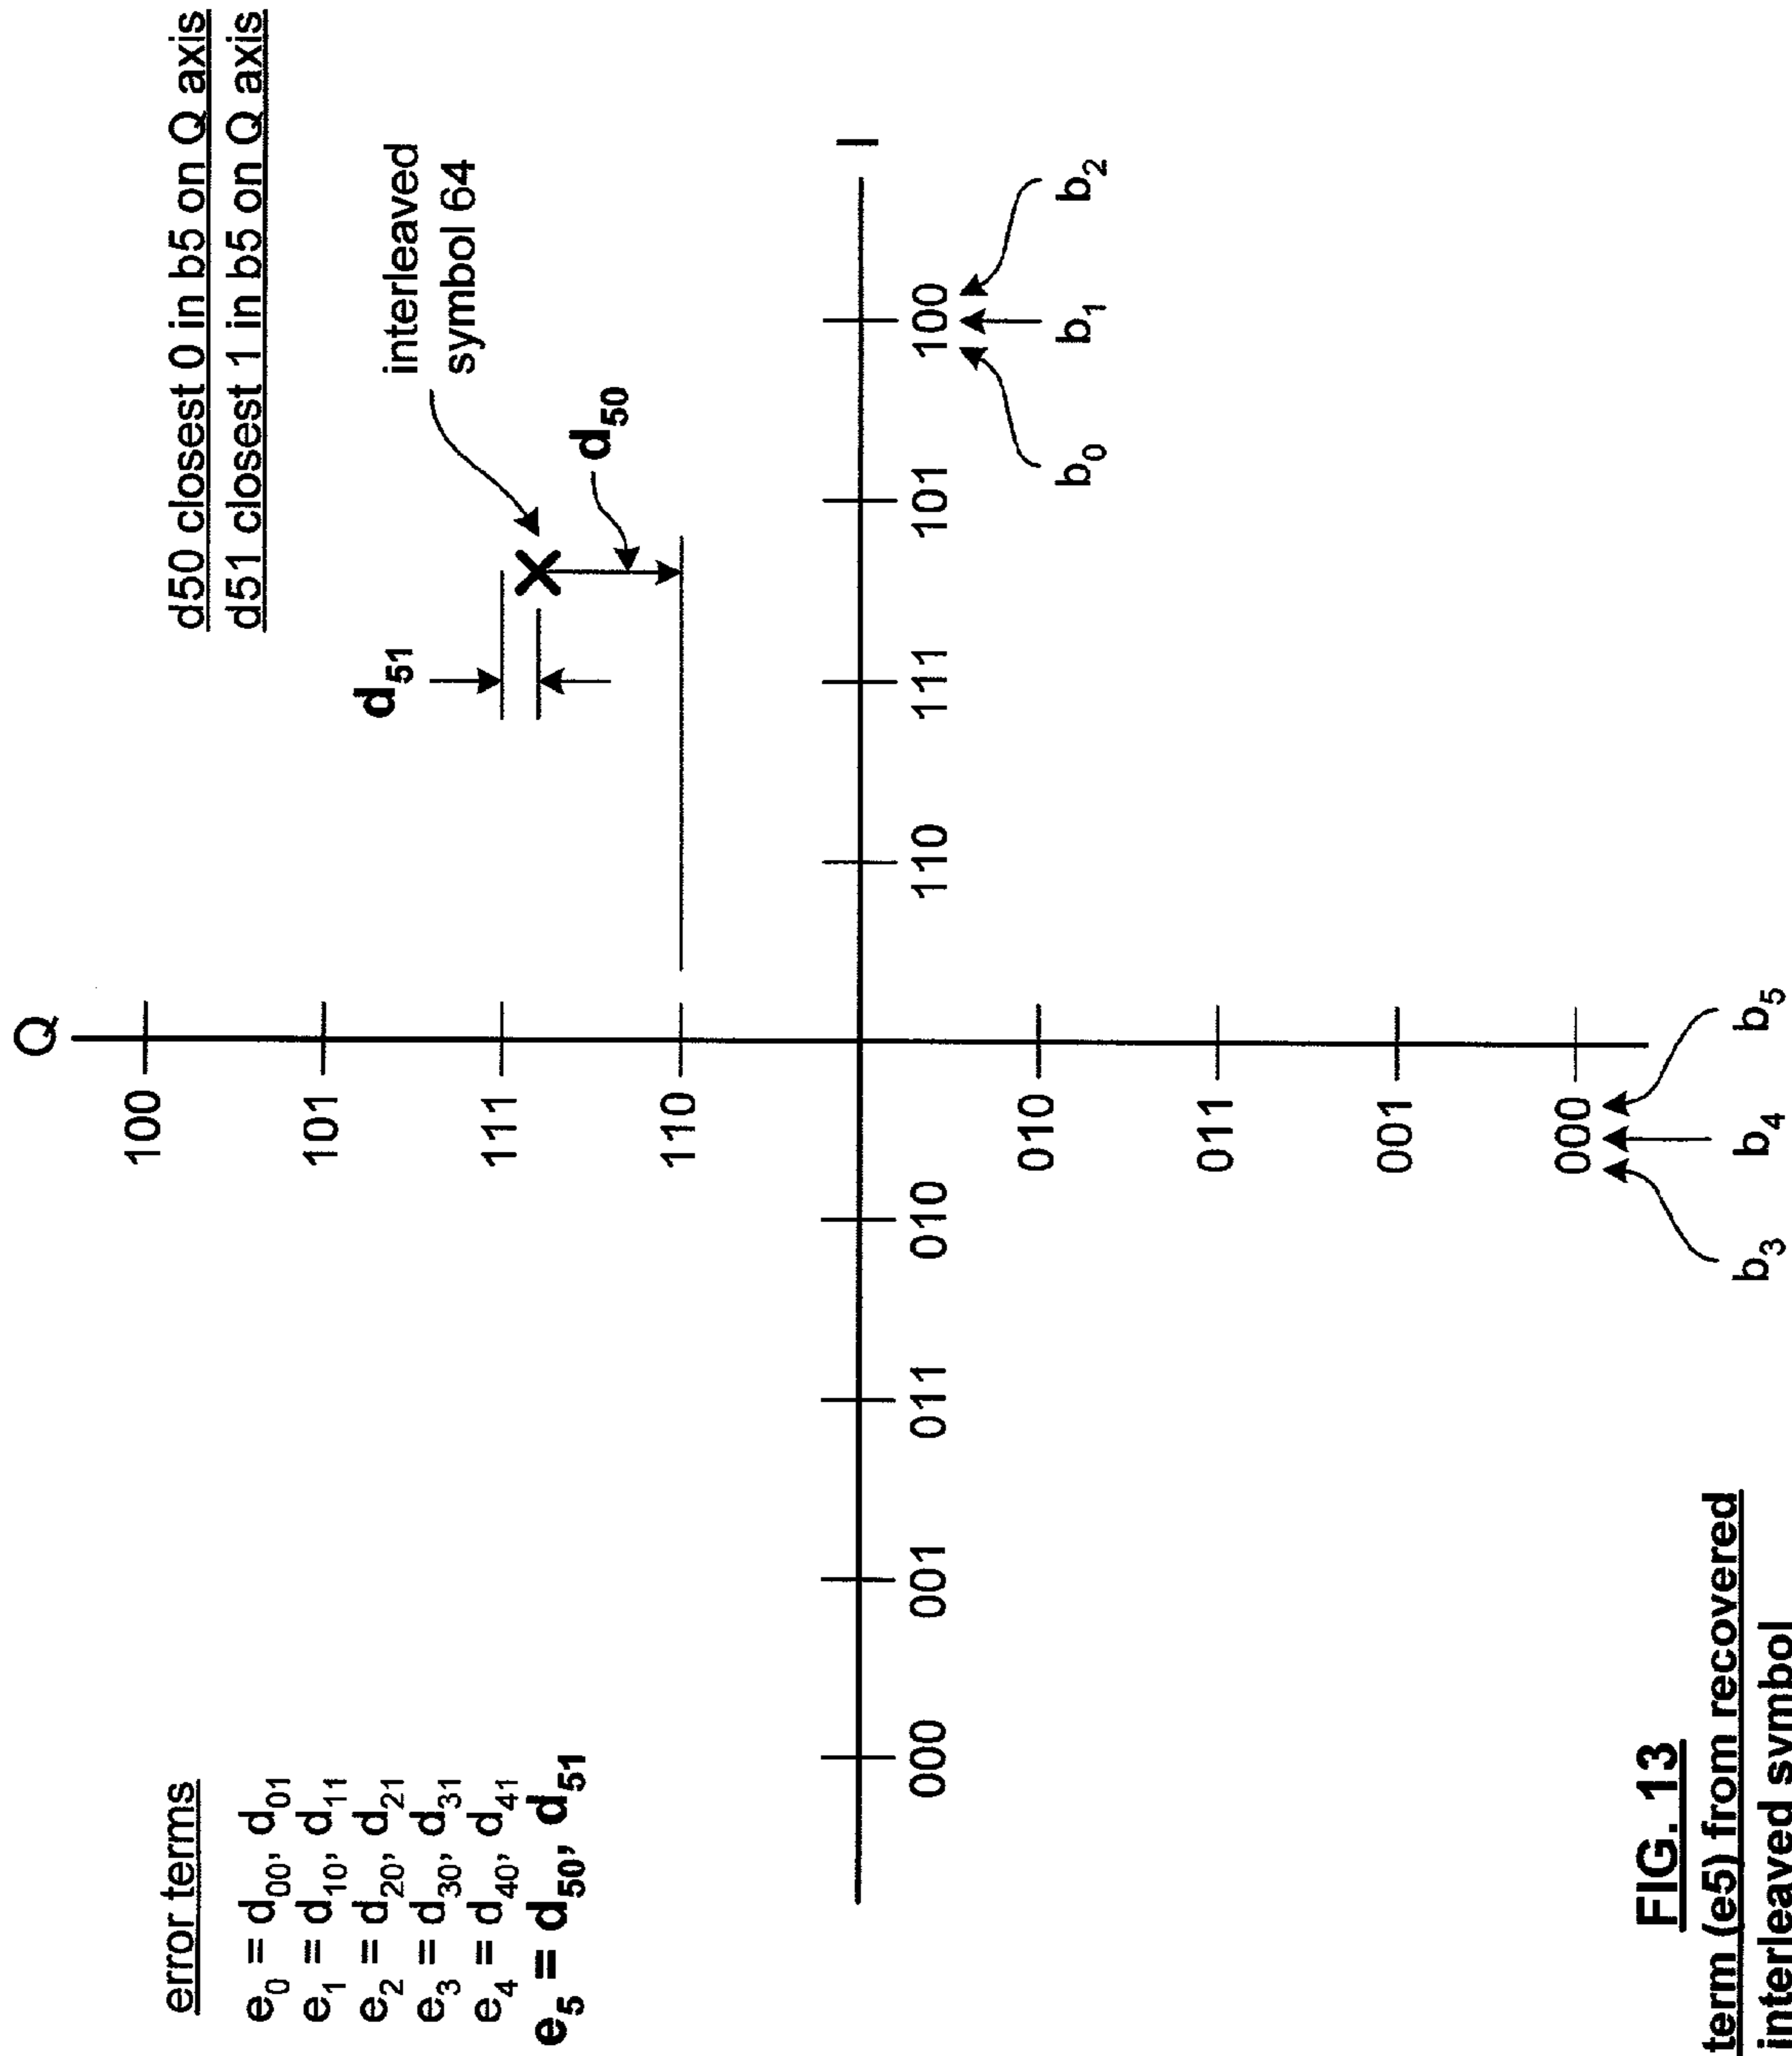 error terms
e0 = d00, d01
e1 = d10, d11
e2 = d20, d21
e3 = d30, d31
e4 = d40, d41
e5 = d50, d51
d50 closest 0 in b5 on Q axis
d51 closest 1 in b5 on Q axis
Q
100
101
111
110
d51
interleaved
symbol 64
d50
I
000
001
011
010
110
111
101
100
b0
b1
b2
010
011
001
000
b3
b4
b5
FIG. 13
term (e5) from recovered
interleaved symbol